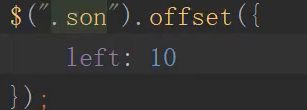 $(".son").offset({
    left: 10
});